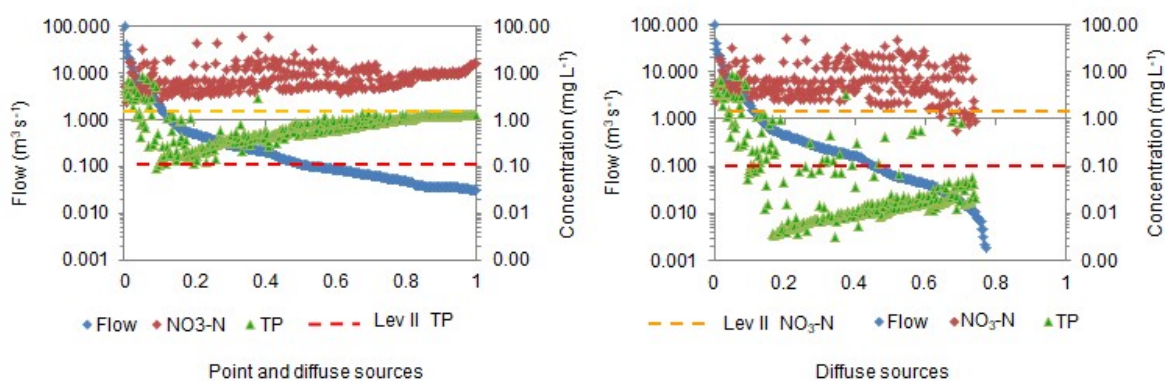 100.000
10.000
1.000
0.100
0.010
0.001
Flow (m³ s⁻¹)
100.00
10.00
1.00
0.10
0.01
0.00
Concentration (mg L⁻¹)
0 0.2 0.4 0.6 0.8 1
Flow NO3-N TP Lev II TP
Point and diffuse sources
100.000
10.000
1.000
0.100
0.010
0.001
Flow (m³ s⁻¹)
100.00
10.00
1.00
0.10
0.01
0.00
Concentration (mg L⁻¹)
0 0.2 0.4 0.6 0.8 1
Lev II NO₃-N Flow NO₃-N TP
Diffuse sources